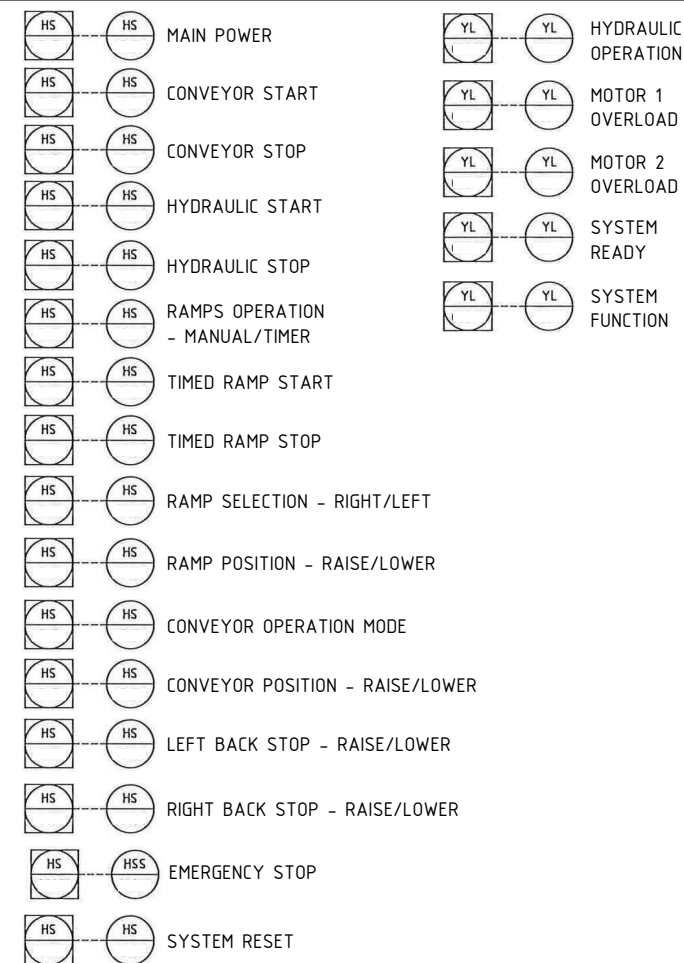 HS HS MAIN POWER
HS HS CONVEYOR START
HS HS CONVEYOR STOP
HS HS HYDRAULIC START
HS HS HYDRAULIC STOP
HS HS RAMPS OPERATION
- MANUAL/TIMER
HS HS TIMED RAMP START
HS HS TIMED RAMP STOP
HS HS RAMP SELECTION - RIGHT/LEFT
HS HS RAMP POSITION - RAISE/LOWER
HS HS CONVEYOR OPERATION MODE
HS HS CONVEYOR POSITION - RAISE/LOWER
HS HS LEFT BACK STOP - RAISE/LOWER
HS HS RIGHT BACK STOP - RAISE/LOWER
HS HSS EMERGENCY STOP
HS HS SYSTEM RESET
YL YL HYDRAULIC
OPERATION
YL YL MOTOR 1
OVERLOAD
YL YL MOTOR 2
OVERLOAD
YL YL SYSTEM
READY
YL YL SYSTEM
FUNCTION